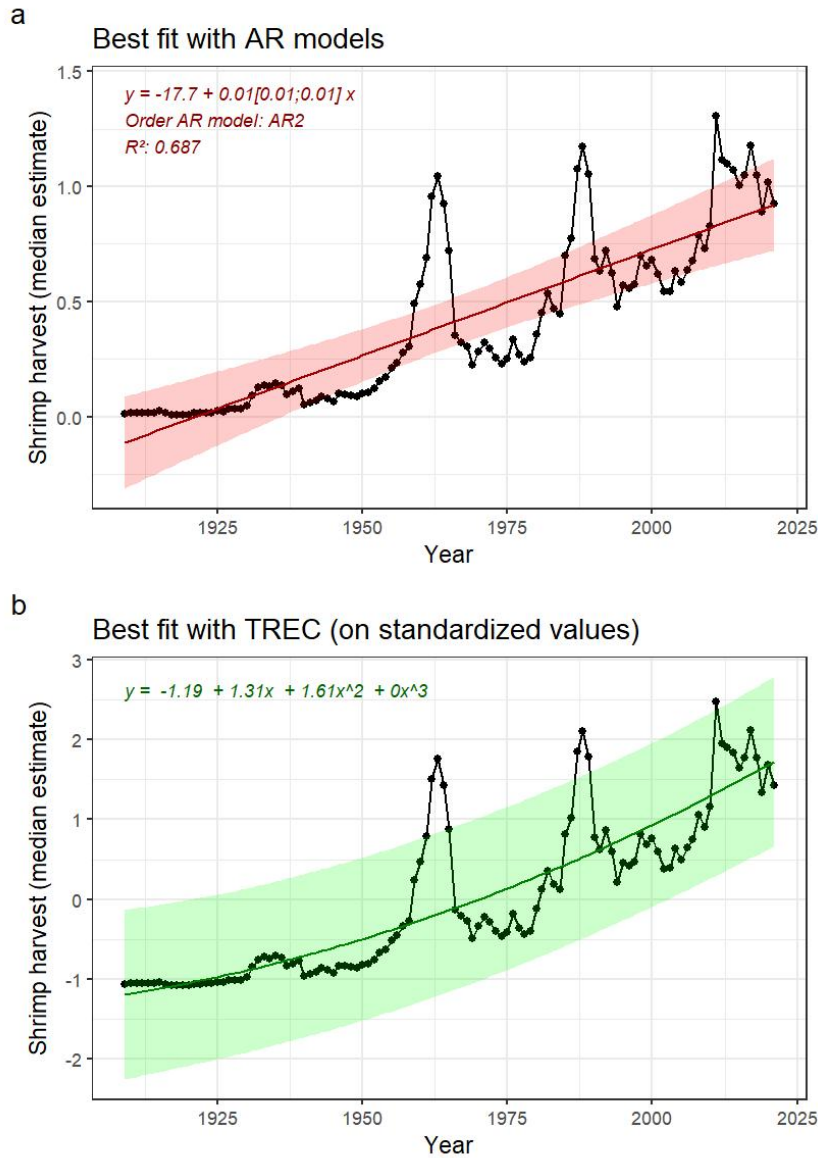 a
Best fit with AR models
y = -17.7 + 0.01[0.01;0.01] x
Order AR model: AR2
R²: 0.687
1.5
1.0
0.5
0.0
Shrimp harvest (median estimate)
1925
1950
1975
2000
2025
Year
b
Best fit with TREC (on standardized values)
y = -1.19 + 1.31x + 1.61x^2 + 0x^3
3
2
1
0
-1
-2
Shrimp harvest (median estimate)
1925
1950
1975
2000
2025
Year